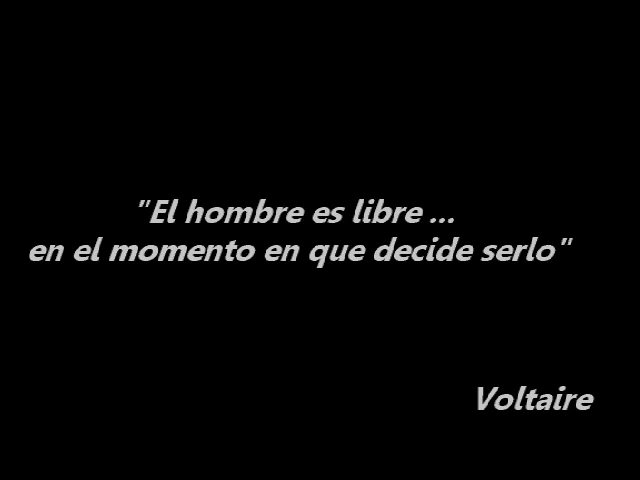 "El hombre es libre ...
en el momento en que decide serlo"
Voltaire